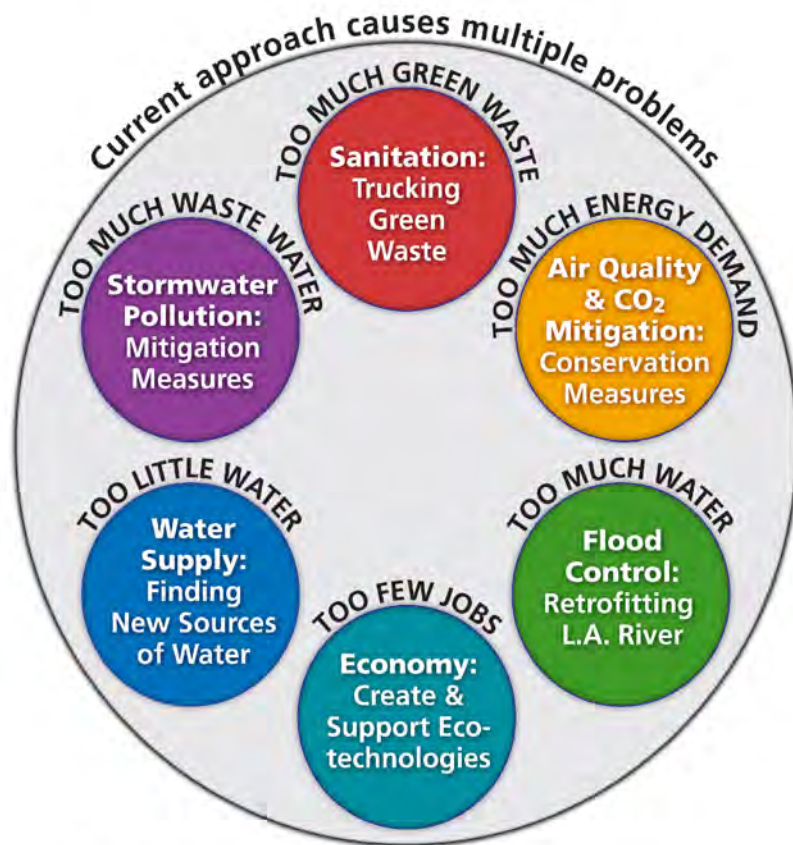 Current approach causes multiple problems
TOO MUCH GREEN WASTE
Sanitation:
Trucking
Green
Waste
TOO MUCH ENERGY DEMAND
Air Quality
& CO₂
Mitigation:
Conservation
Measures
TOO MUCH WATER
Flood
Control:
Retrofitting
L.A. River
TOO FEW JOBS
Economy:
Create &
Support Eco-
technologies
TOO LITTLE WATER
Water
Supply:
Finding
New Sources
of Water
TOO MUCH WASTE WATER
Stormwater
Pollution:
Mitigation
Measures